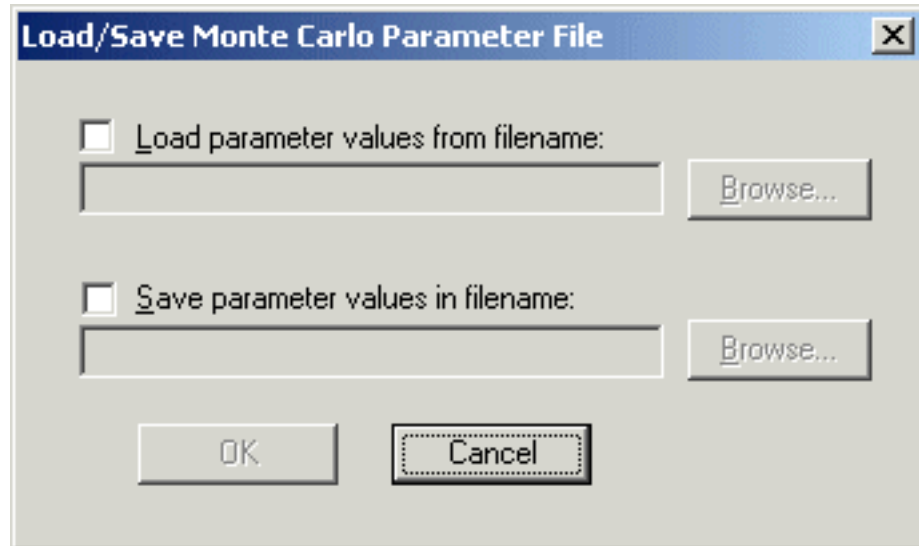 Load/Save Monte Carlo Parameter File
Load parameter values from filename:
Browse...
Save parameter values in filename:
Browse...
OK Cancel